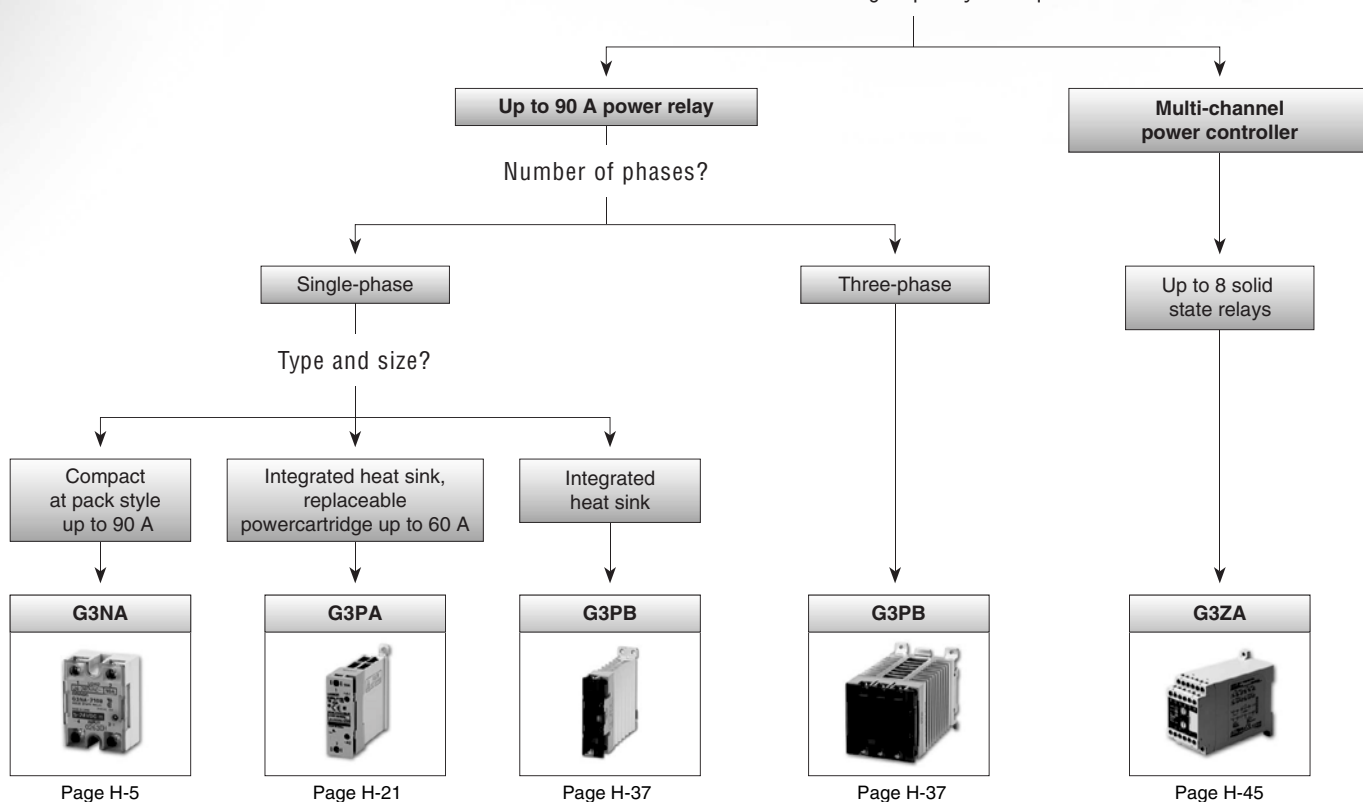 Up to 90 A power relay
Multi-channel
power controller
Number of phases?
Single-phase
Three-phase
Up to 8 solid
state relays
Type and size?
Compact
at pack style
up to 90 A
Integrated heat sink,
replaceable
powercartridge up to 60 A
Integrated
heat sink
G3NA
G3PA
G3PB
G3PB
G3ZA
Page H-5
Page H-21
Page H-37
Page H-37
Page H-45